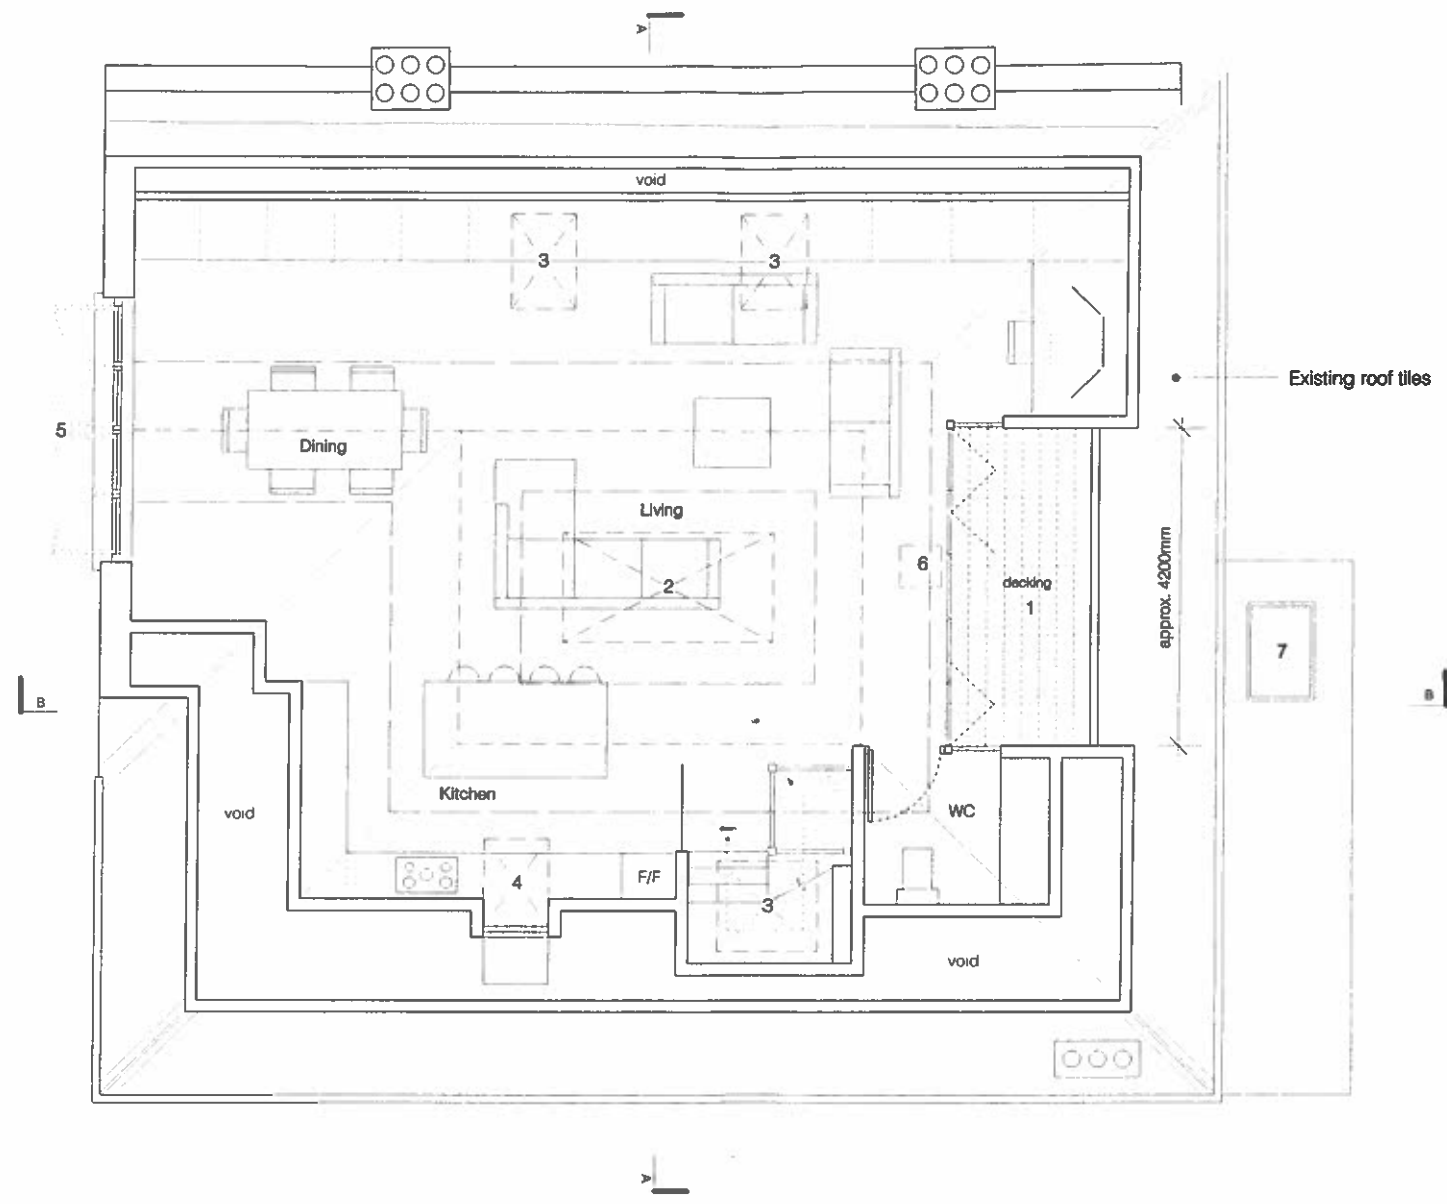 A
void
3
3
Existing roof tiles
5
Dining
Living
6
decking
1
approx. 4200mm
2
7
B
B
Kitchen
void
WC
4
F/F
3
void
A